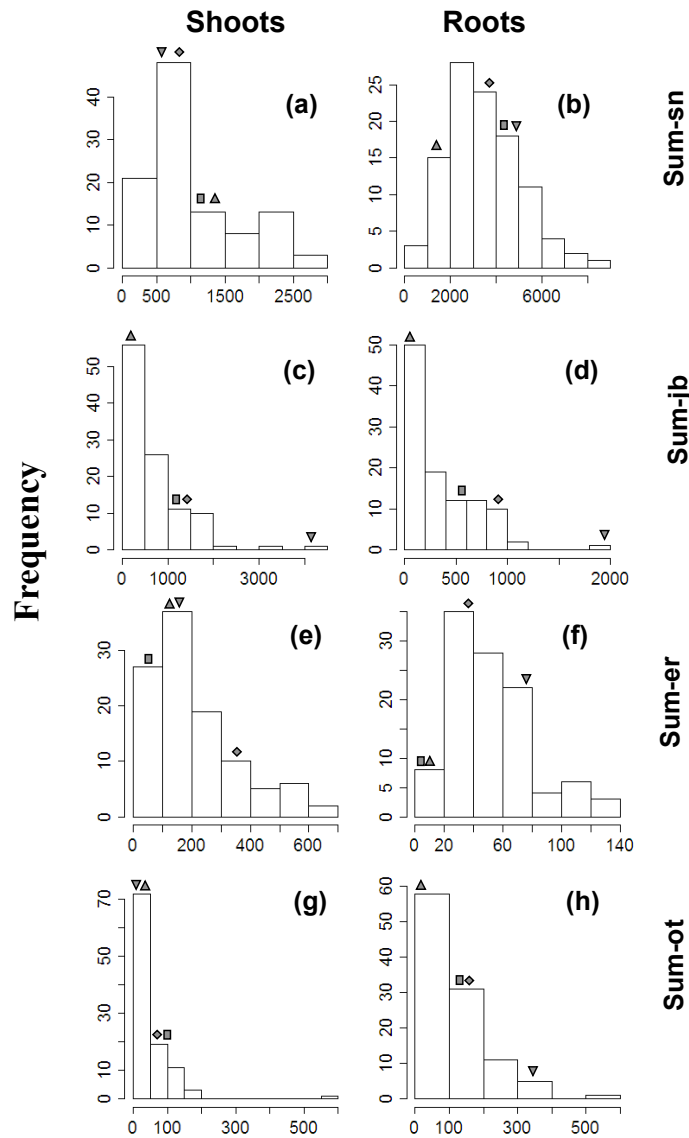 Shoots Roots
(a) (b)
40 30 20 10 0
0 500 1500 2500
25 20 15 10 5 0
2000 6000
Sum-sn
(c) (d)
50 40 30 20 10 0
0 1000 3000
50 40 30 20 10 0
0 500 1000 2000
Sum-jb
Frequency
(e) (f)
30 20 10 0
0 200 400 600
30 20 15 10 5 0
0 20 60 100 140
Sum-er
(g) (h)
70 50 30 10 0
0 100 300 500
60 50 40 30 20 10 0
0 100 300 500
Sum-ot